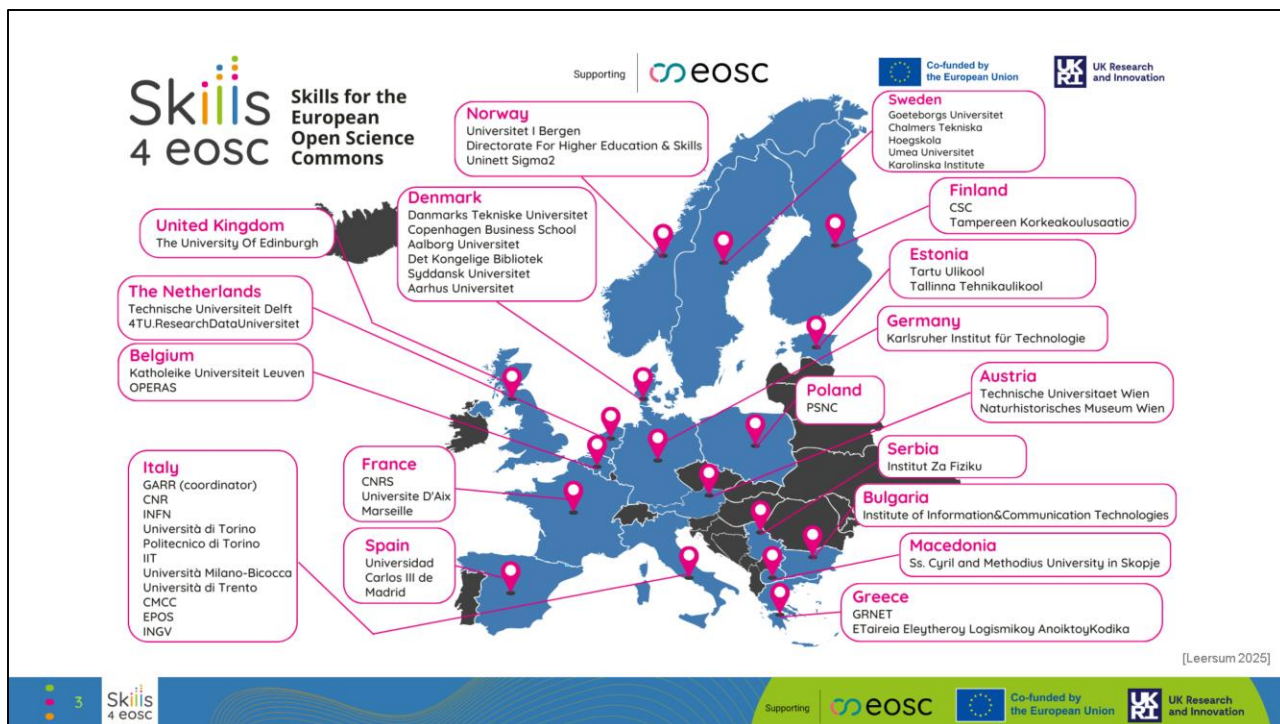 Skills
4 eosc
Skills for the
European
Open Science
Commons
Supporting
eosc
Co-funded by
the European Union
UK
RI
UK Research
and Innovation
Norway
Universitet I Bergen
Directorate For Higher Education & Skills
Uninett Sigma2
Sweden
Goeteborgs Universitet
Chalmers Tekniska
Hoegskola
Umea Universitet
Karolinska Institute
Denmark
Danmarks Tekniske Universitet
Copenhagen Business School
Aalborg Universitet
Det Kongelige Bibliotek
Syddansk Universitet
Aarhus Universitet
Finland
CSC
Tampereen Korkeakoulusaatio
United Kingdom
The University Of Edinburgh
Estonia
Tartu Ulikool
Tallinna Tehnikaulikool
The Netherlands
Technische Universiteit Delft
4TU.ResearchDataUniversitet
Germany
Karlsruher Institut für Technologie
Belgium
Katholeike Universiteit Leuven
OPERAS
Poland
PSNC
Austria
Technische Universitaet Wien
Naturhistorisches Museum Wien
Serbia
Institut Za Fiziku
Italy
GARR (coordinator)
CNR
INFN
Università di Torino
Politecnico di Torino
IIT
Università Milano-Bicocca
Università di Trento
CMCC
EPOS
INGV
France
CNRS
Universite D'Aix
Marseille
Bulgaria
Institute of Information&Communication Technologies
Spain
Universidad
Carlos III de
Madrid
Macedonia
Ss. Cyril and Methodius University in Skopje
Greece
GRNET
ETaireia Eleytheroy Logismikoy AnoiktoyKodika
[Leersum 2025]
3
Skills
4 eosc
Supporting
eosc
Co-funded by
the European Union
UK
RI
UK Research
and Innovation